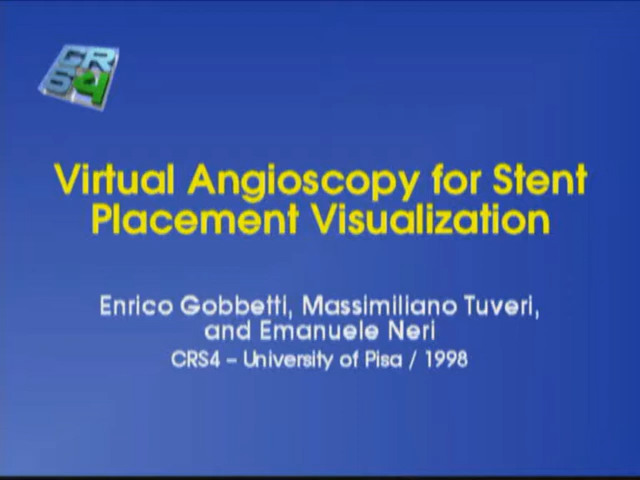 CRS4
Virtual Angioscopy for Stent
Placement Visualization
Enrico Gobbetti, Massimiliano Tuveri,
and Emanuele Neri
CRS4 – University of Pisa / 1998